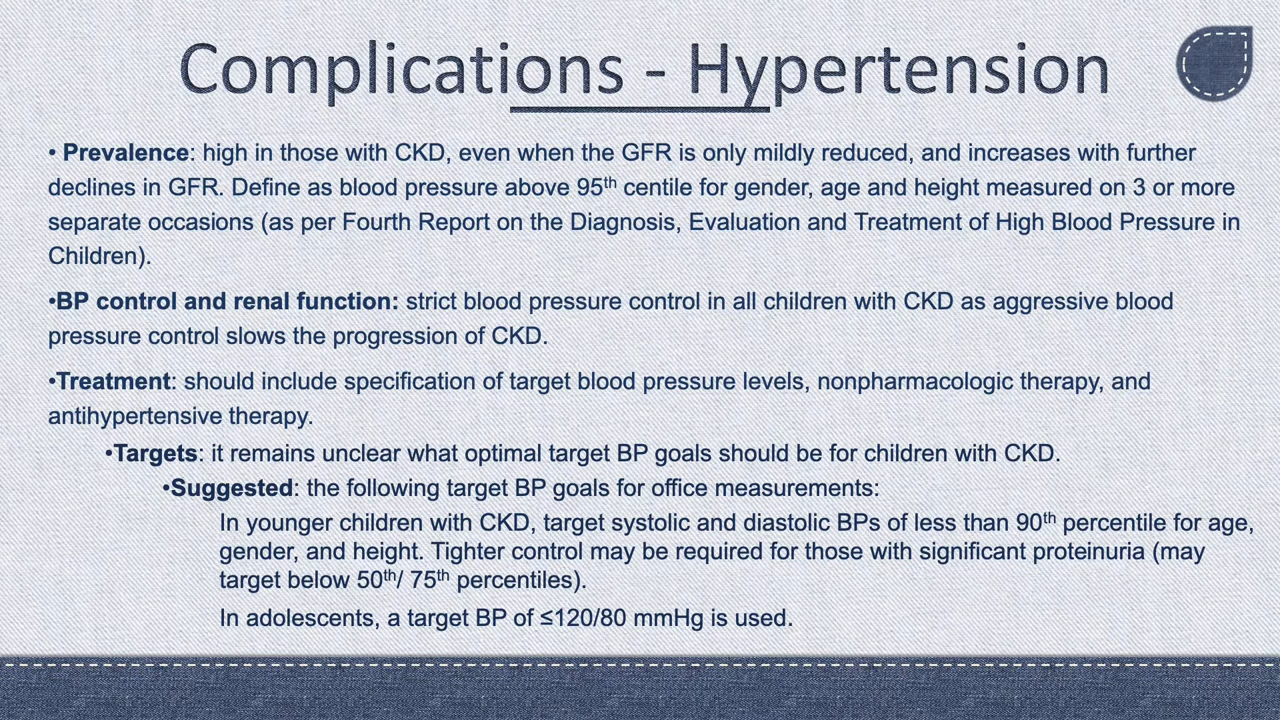 Complications - Hypertension
• Prevalence: high in those with CKD, even when the GFR is only mildly reduced, and increases with further
declines in GFR. Define as blood pressure above 95th centile for gender, age and height measured on 3 or more
separate occasions (as per Fourth Report on the Diagnosis, Evaluation and Treatment of High Blood Pressure in
Children).
•BP control and renal function: strict blood pressure control in all children with CKD as aggressive blood
pressure control slows the progression of CKD.
•Treatment: should include specification of target blood pressure levels, nonpharmacologic therapy, and
antihypertensive therapy.
•Targets: it remains unclear what optimal target BP goals should be for children with CKD.
•Suggested: the following target BP goals for office measurements:
In younger children with CKD, target systolic and diastolic BPs of less than 90th percentile for age,
gender, and height. Tighter control may be required for those with significant proteinuria (may
target below 50th/ 75th percentiles).
In adolescents, a target BP of ≤120/80 mmHg is used.